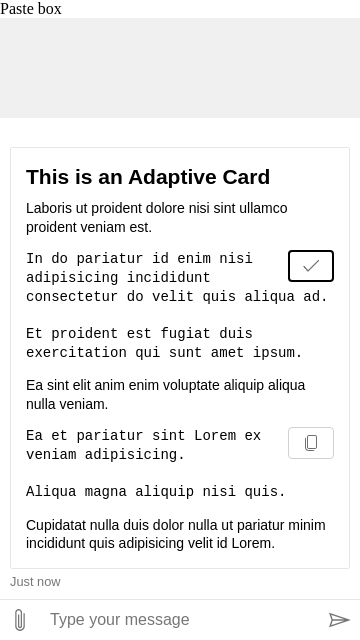 Paste box
This is an Adaptive Card
Laboris ut proident dolore nisi sint ullamco
proident veniam est.
In do pariatur id enim nisi
adipisicing incididunt
consectetur do velit quis aliqua ad.
Et proident est fugiat duis
exercitation qui sunt amet ipsum.
Ea sint elit anim enim voluptate aliquip aliqua
nulla veniam.
Ea et pariatur sint Lorem ex
veniam adipisicing.
Aliqua magna aliquip nisi quis.
Cupidatat nulla duis dolor nulla ut pariatur minim
incididunt quis adipisicing velit id Lorem.
Just now
Type your message